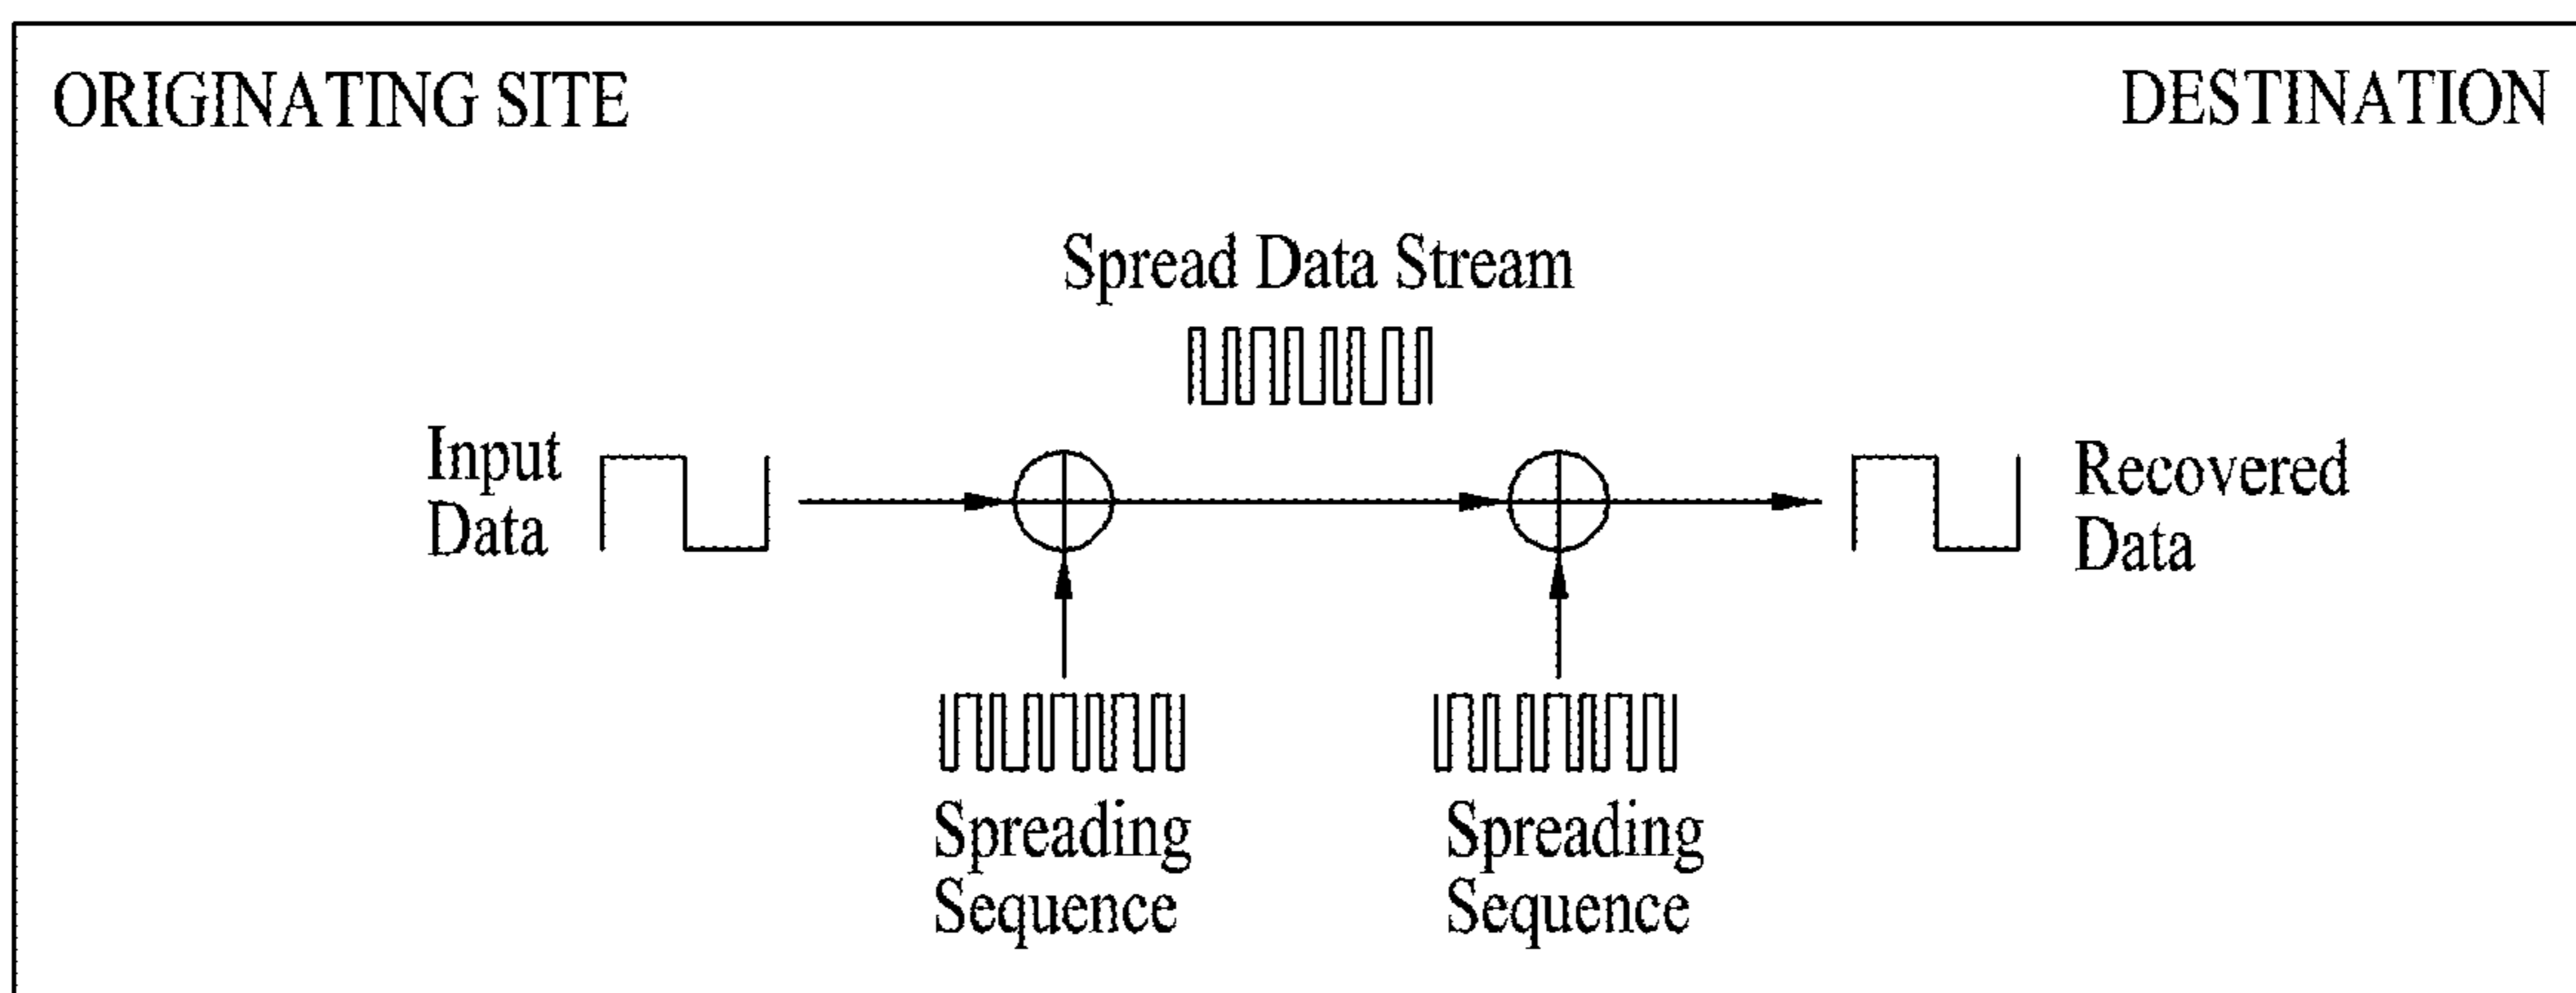 ORIGINATING SITE
DESTINATION
Spread Data Stream
Input
Data
Recovered
Data
Spreading
Sequence
Spreading
Sequence